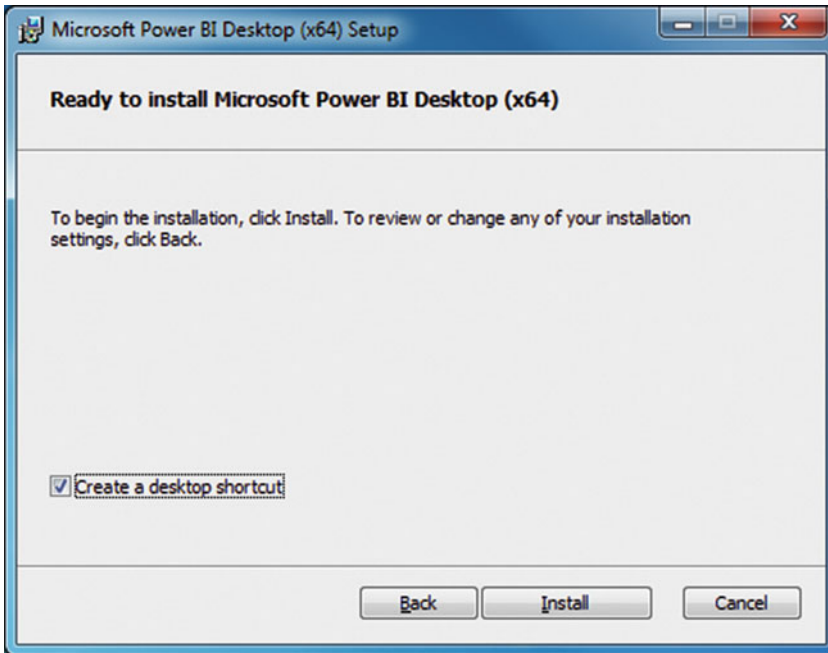 Microsoft Power BI Desktop (x64) Setup
Ready to install Microsoft Power BI Desktop (x64)
To begin the installation, click Install. To review or change any of your installation
settings, click Back.
Create a desktop shortcut
Back Install Cancel